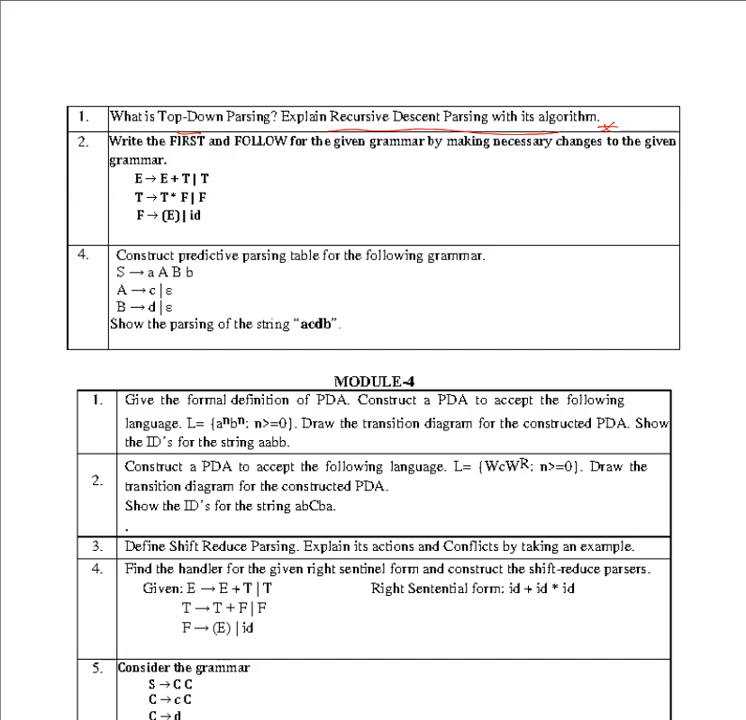 1. What is Top-Down Parsing? Explain Recursive Descent Parsing with its algorithm.
2. Write the FIRST and FOLLOW for the given grammar by making necessary changes to the given
grammar.
E → E + T | T
T → T * F | F
F → (E) | id
4. Construct predictive parsing table for the following grammar.
S → a A B b
A → c | ε
B → d | ε
Show the parsing of the string "acdb".
MODULE-4
1. Give the formal definition of PDA. Construct a PDA to accept the following
language. L= {aⁿbⁿ: n>=0}. Draw the transition diagram for the constructed PDA. Show
the ID's for the string aabb.
2. Construct a PDA to accept the following language. L= {WcWᴿ: n>=0}. Draw the
transition diagram for the constructed PDA.
Show the ID's for the string abCba.
.
3. Define Shift Reduce Parsing. Explain its actions and Conflicts by taking an example.
4. Find the handler for the given right sentinel form and construct the shift-reduce parsers.
Given: E → E + T | T Right Sentential form: id + id * id
T → T + F | F
F → (E) | id
5. Consider the grammar
S → C C
C → c C
C → d